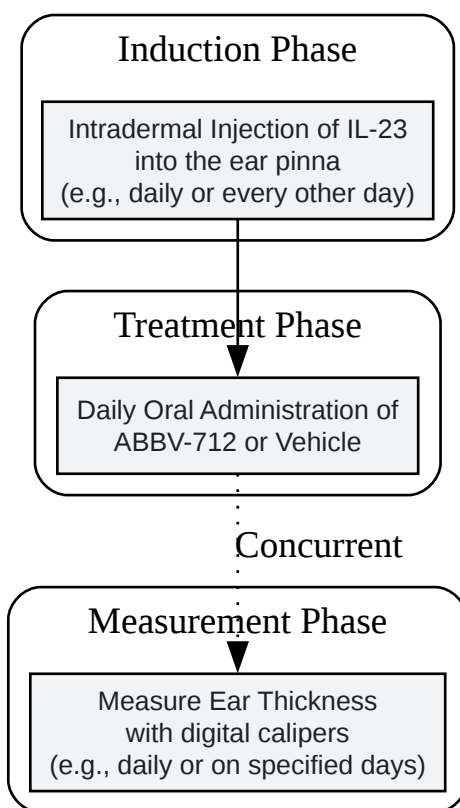 Induction Phase
Intradermal Injection of IL-23
into the ear pinna
(e.g., daily or every other day)
Treatment Phase
Daily Oral Administration of
ABBV-712 or Vehicle
Concurrent
Measurement Phase
Measure Ear Thickness
with digital calipers
(e.g., daily or on specified days)